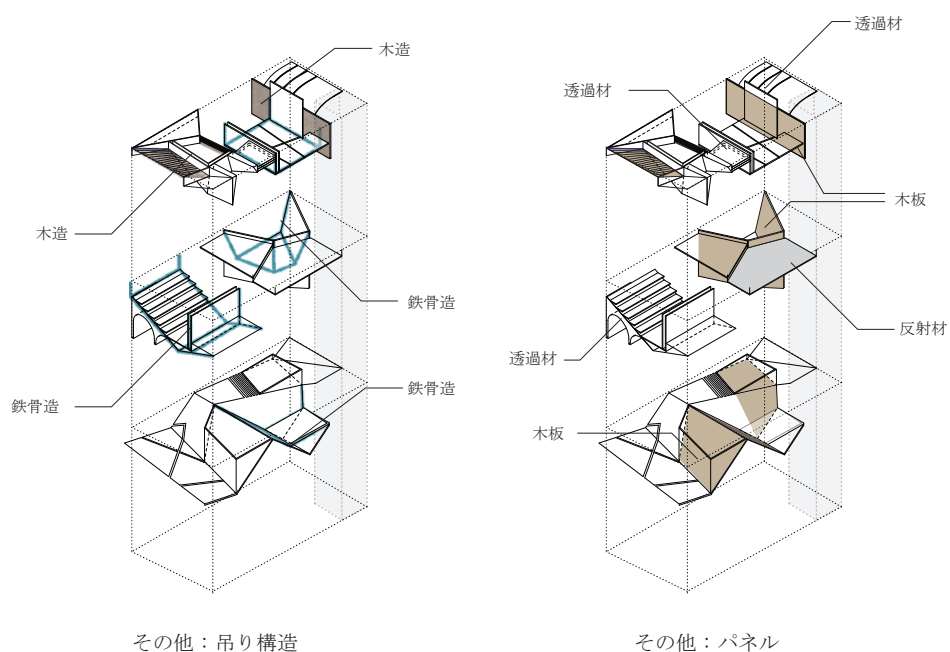 木造
木造
鉄骨造
鉄骨造
鉄骨造
その他：吊り構造
透過材
透過材
木板
反射材
透過材
木板
その他：パネル